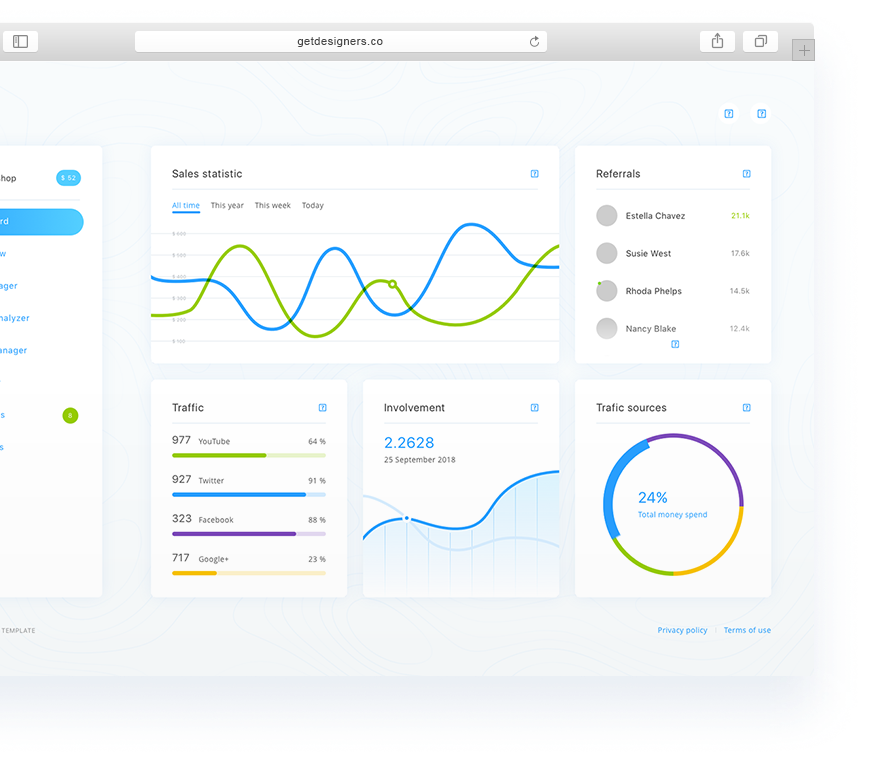 getdesigners.co
hop
$ 52
rd
w
ager
nalyzer
anager
s
8
s
Sales statistic
All time This year This week Today
$ 600
$ 500
$ 400
$ 300
$ 200
$ 100
Referrals
Estella Chavez 21.1k
Susie West 17.6k
Rhoda Phelps 14.5k
Nancy Blake 12.4k
Traffic
977 YouTube 64 %
927 Twitter 91 %
323 Facebook 88 %
717 Google+ 23 %
Involvement
2.2628
25 September 2018
Trafic sources
24%
Total money spend
TEMPLATE
Privacy policy Terms of use